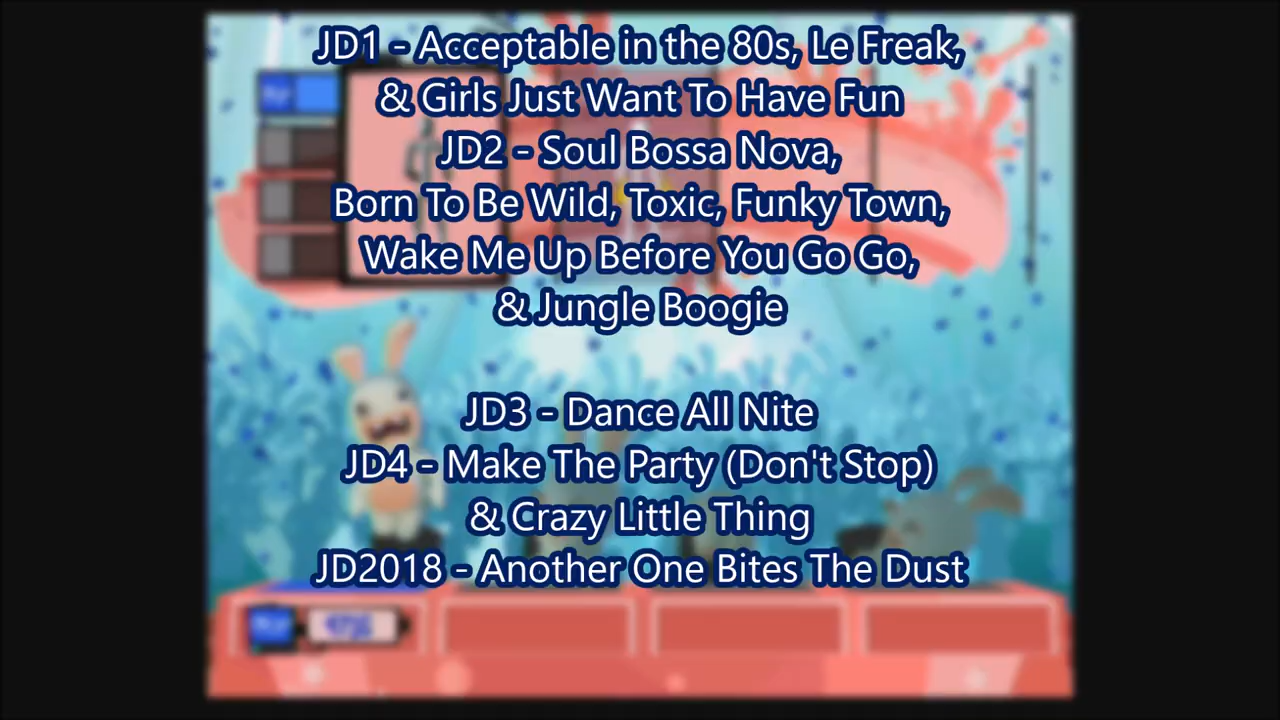 JD1 - Acceptable in the 80s, Le Freak,
& Girls Just Want To Have Fun
JD2 - Soul Bossa Nova,
Born To Be Wild, Toxic, Funky Town,
Wake Me Up Before You Go Go,
& Jungle Boogie
JD3 - Dance All Nite
JD4 - Make The Party (Don't Stop)
& Crazy Little Thing
JD2018 - Another One Bites The Dust